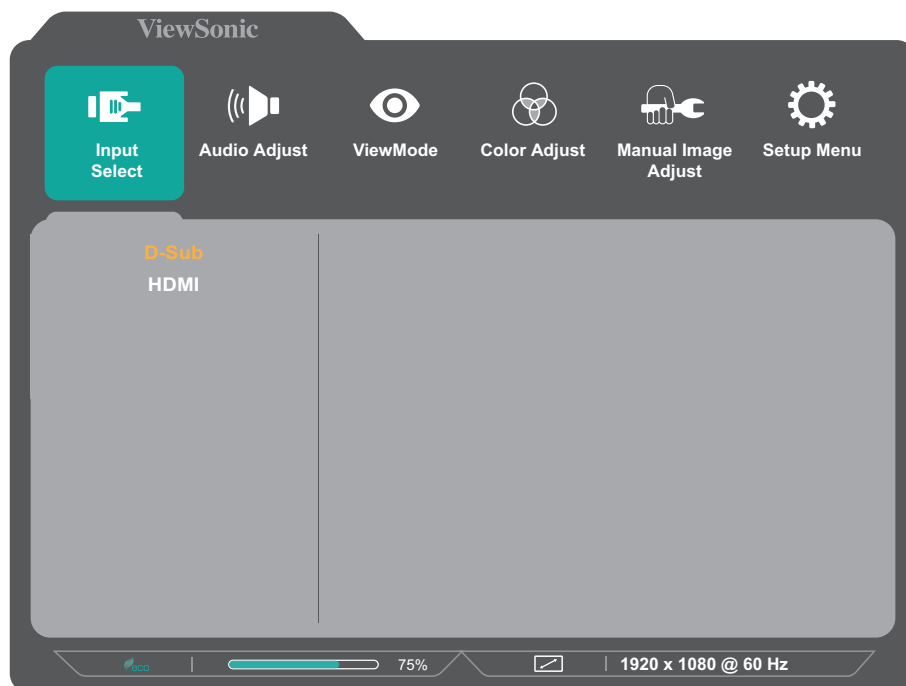 ViewSonic
Input
Select
Audio Adjust
ViewMode
Color Adjust
Manual Image
Adjust
Setup Menu
D-Sub
HDMI
eco
75%
1920 x 1080 @ 60 Hz